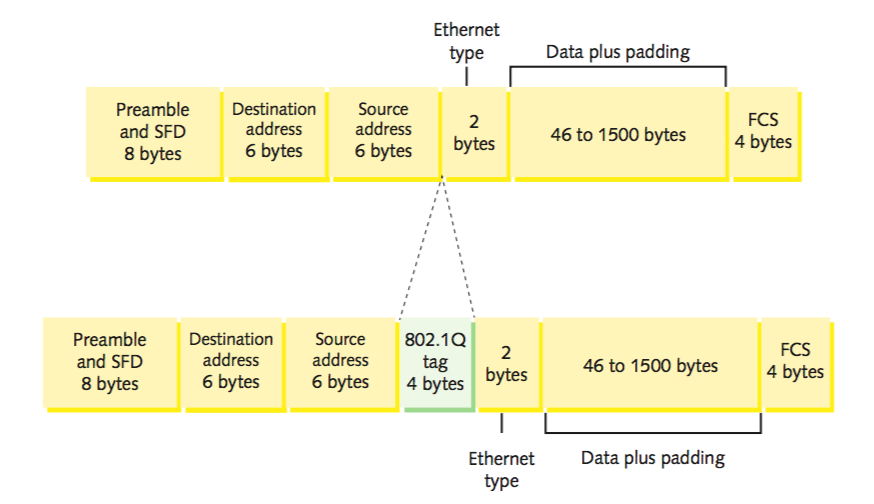 Ethernet
type
Data plus padding
Preamble
and SFD
8 bytes
Destination
address
6 bytes
Source
address
6 bytes
2
bytes
46 to 1500 bytes
FCS
4 bytes
Preamble
and SFD
8 bytes
Destination
address
6 bytes
Source
address
6 bytes
802.1Q
tag
4 bytes
2
bytes
46 to 1500 bytes
FCS
4 bytes
Ethernet
type
Data plus padding